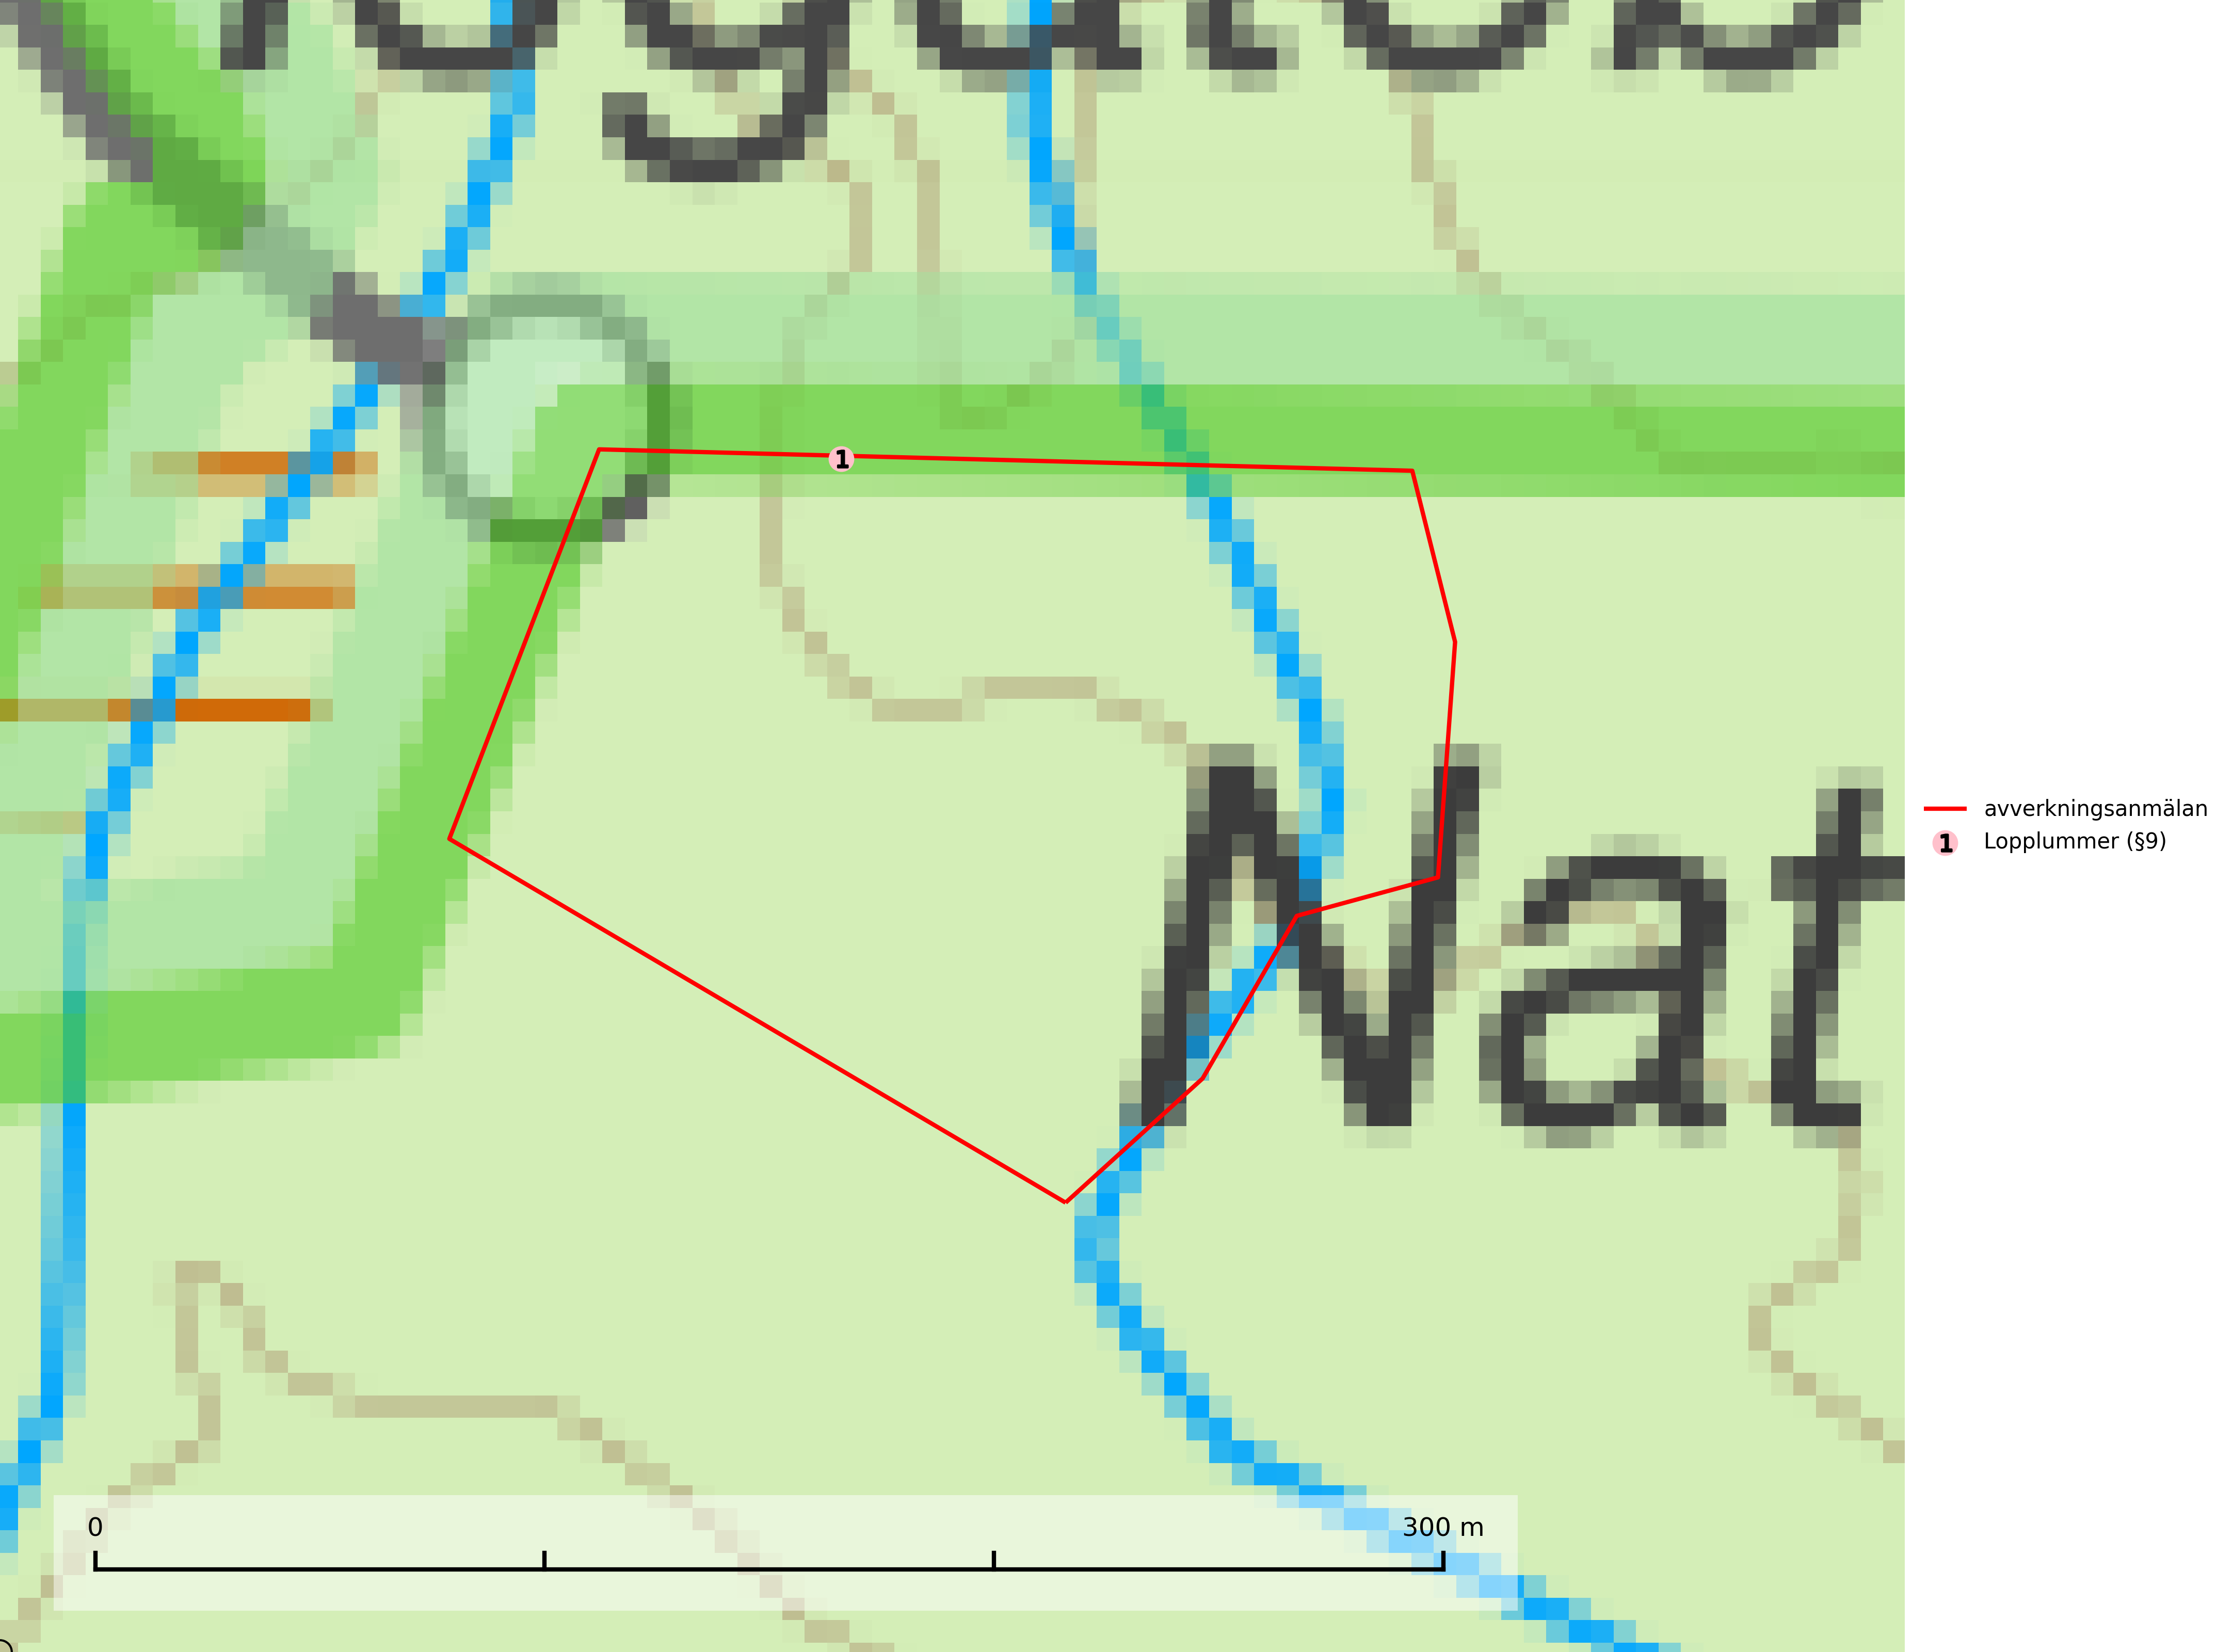 1
Nat
avverkningsanmälan
1 Lopplummer (§9)
0 300 m